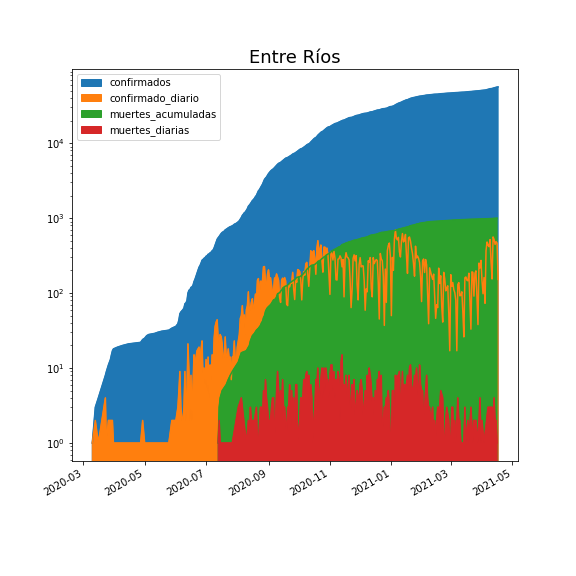 Entre Ríos
confirmados
confirmado_diario
muertes_acumuladas
muertes_diarias
10⁴
10³
10²
10¹
10⁰
2020-03
2020-05
2020-07
2020-09
2020-11
2021-01
2021-03
2021-05